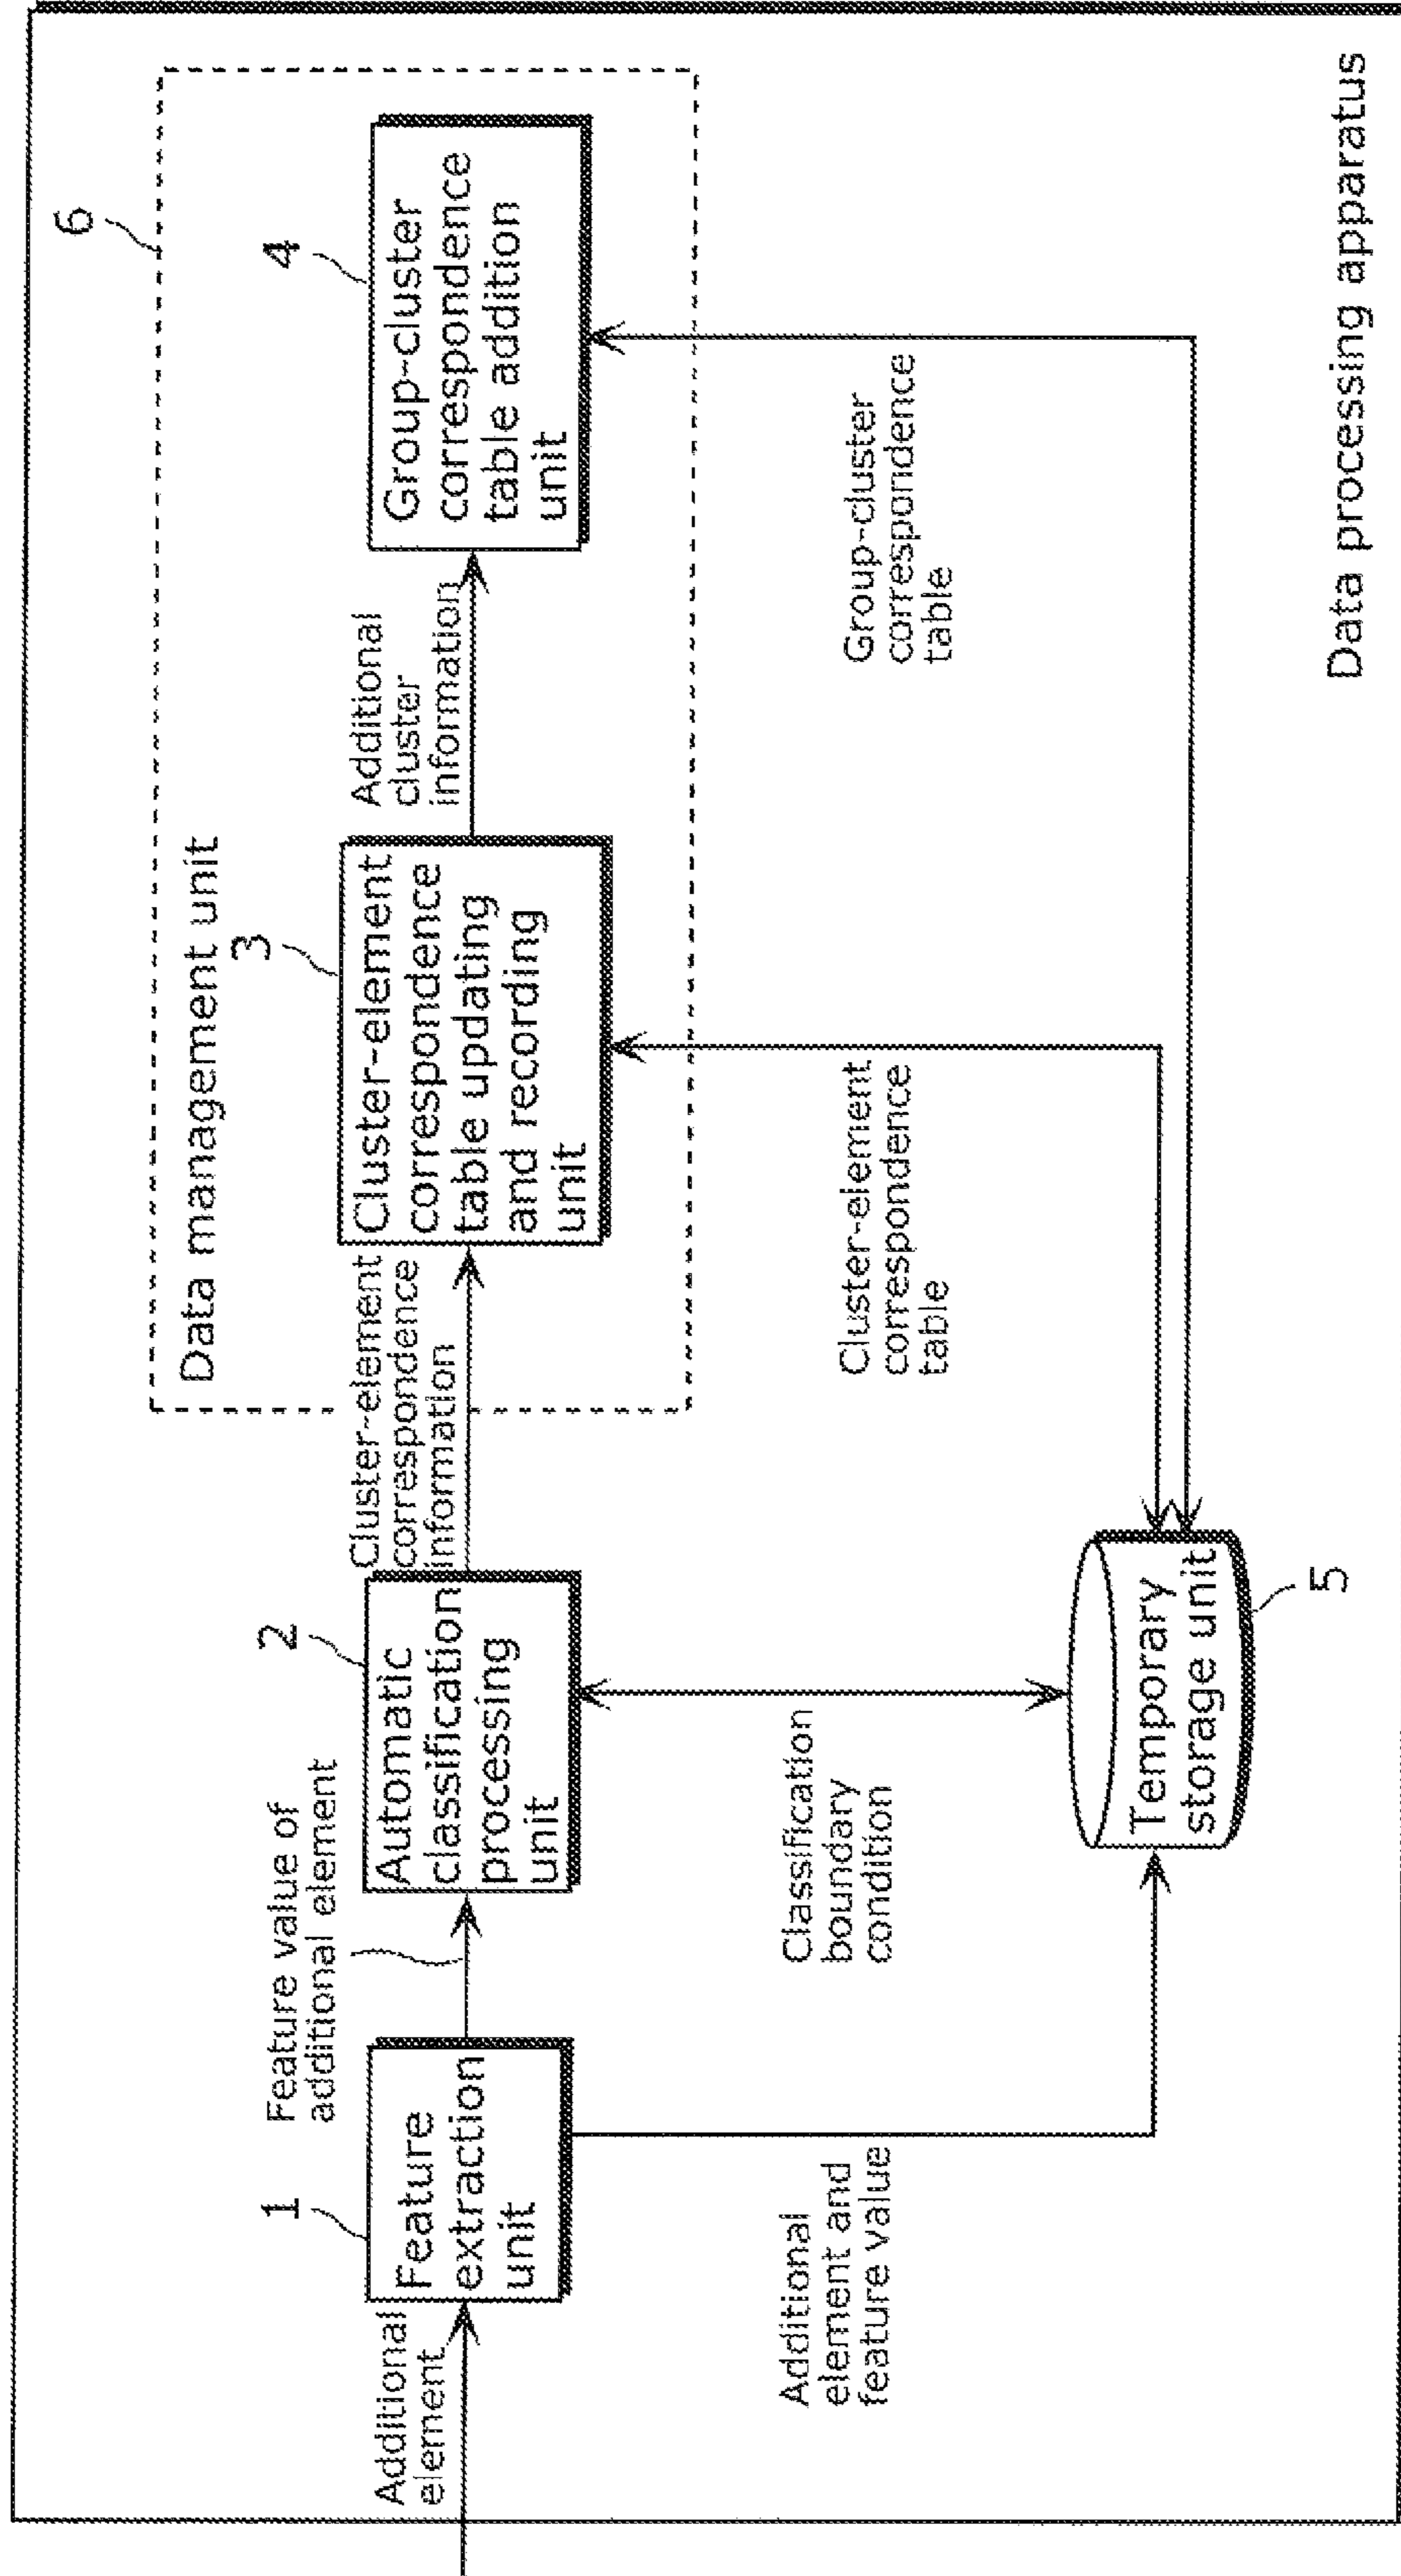 6
Data management unit
Additional
element
1
Feature
extraction
unit
Feature value of
additional element
2
Automatic
classification
processing
unit
Cluster-element
correspondence
information
3
Cluster-element
correspondence
table updating
and recording
unit
Additional
cluster
information
4
Group-cluster
correspondence
table addition
unit
Additional
element and
feature value
Classification
boundary
condition
Cluster-element
correspondence
table
Group-cluster
correspondence
table
Temporary
storage unit
5
Data processing apparatus